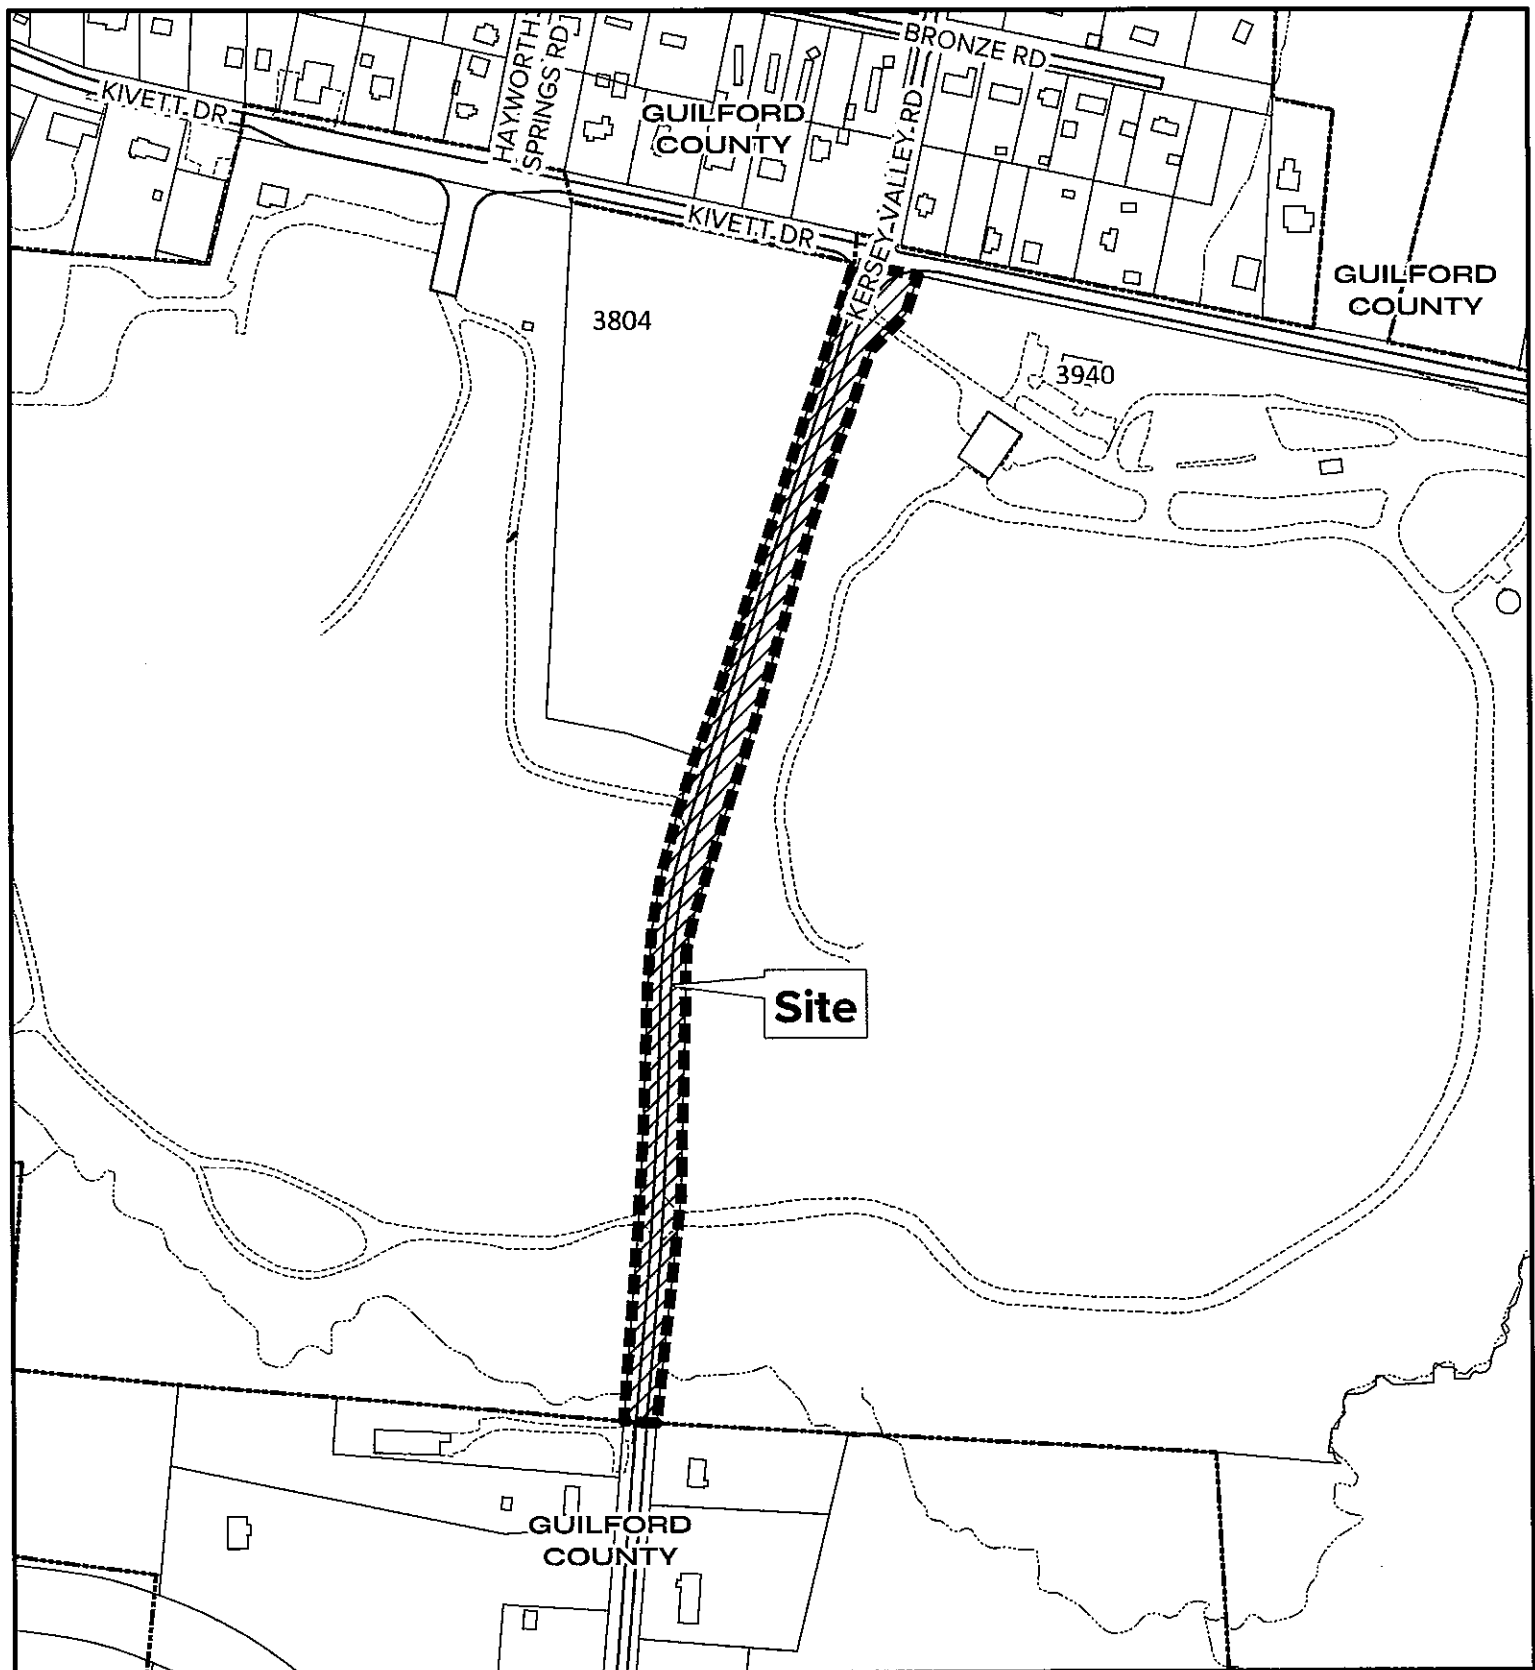 BRONZE RD
HAYWORTH
SPRINGS RD
KIVETT DR
GUILFORD
COUNTY
KERSEY VALLEY RD
KIVETT DR
GUILFORD
COUNTY
3804
3940
Site
GUILFORD
COUNTY